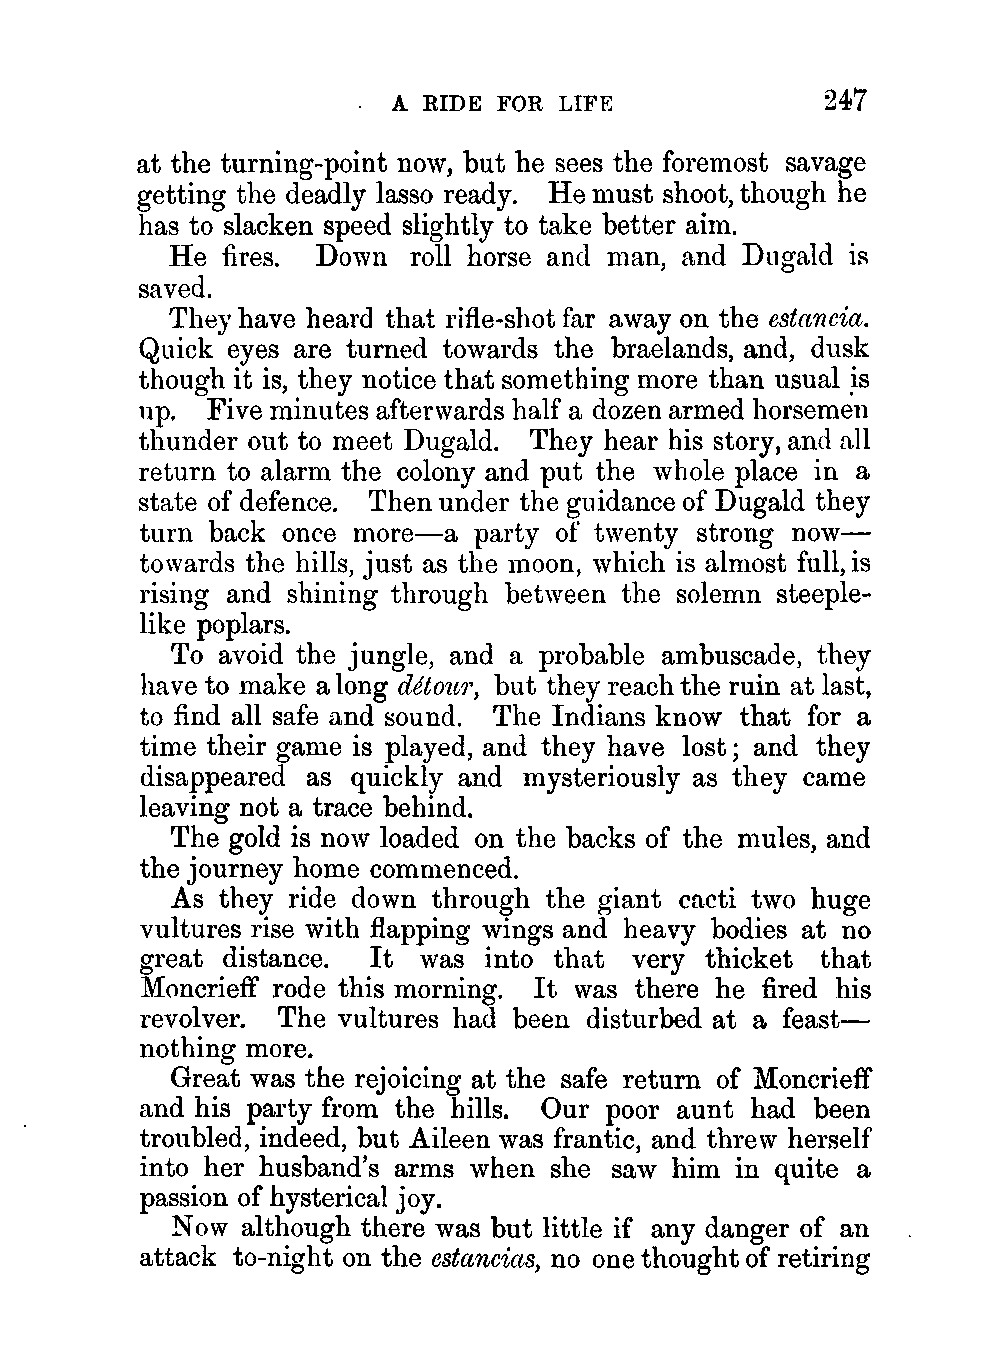 A RIDE FOR LIFE 247
at the turning-point now, but he sees the foremost savage
getting the deadly lasso ready. He must shoot, though he
has to slacken speed slightly to take better aim.
He fires. Down roll horse and man, and Dugald is
saved.
They have heard that rifle-shot far away on the estancia.
Quick eyes are turned towards the braelands, and, dusk
though it is, they notice that something more than usual is
up. Five minutes afterwards half a dozen armed horsemen
thunder out to meet Dugald. They hear his story, and all
return to alarm the colony and put the whole place in a
state of defence. Then under the guidance of Dugald they
turn back once more—a party of twenty strong now—
towards the hills, just as the moon, which is almost full, is
rising and shining through between the solemn steeple-
like poplars.
To avoid the jungle, and a probable ambuscade, they
have to make a long détour, but they reach the ruin at last,
to find all safe and sound. The Indians know that for a
time their game is played, and they have lost; and they
disappeared as quickly and mysteriously as they came
leaving not a trace behind.
The gold is now loaded on the backs of the mules, and
the journey home commenced.
As they ride down through the giant cacti two huge
vultures rise with flapping wings and heavy bodies at no
great distance. It was into that very thicket that
Moncrieff rode this morning. It was there he fired his
revolver. The vultures had been disturbed at a feast—
nothing more.
Great was the rejoicing at the safe return of Moncrieff
and his party from the hills. Our poor aunt had been
troubled, indeed, but Aileen was frantic, and threw herself
into her husband's arms when she saw him in quite a
passion of hysterical joy.
Now although there was but little if any danger of an
attack to-night on the estancias, no one thought of retiring